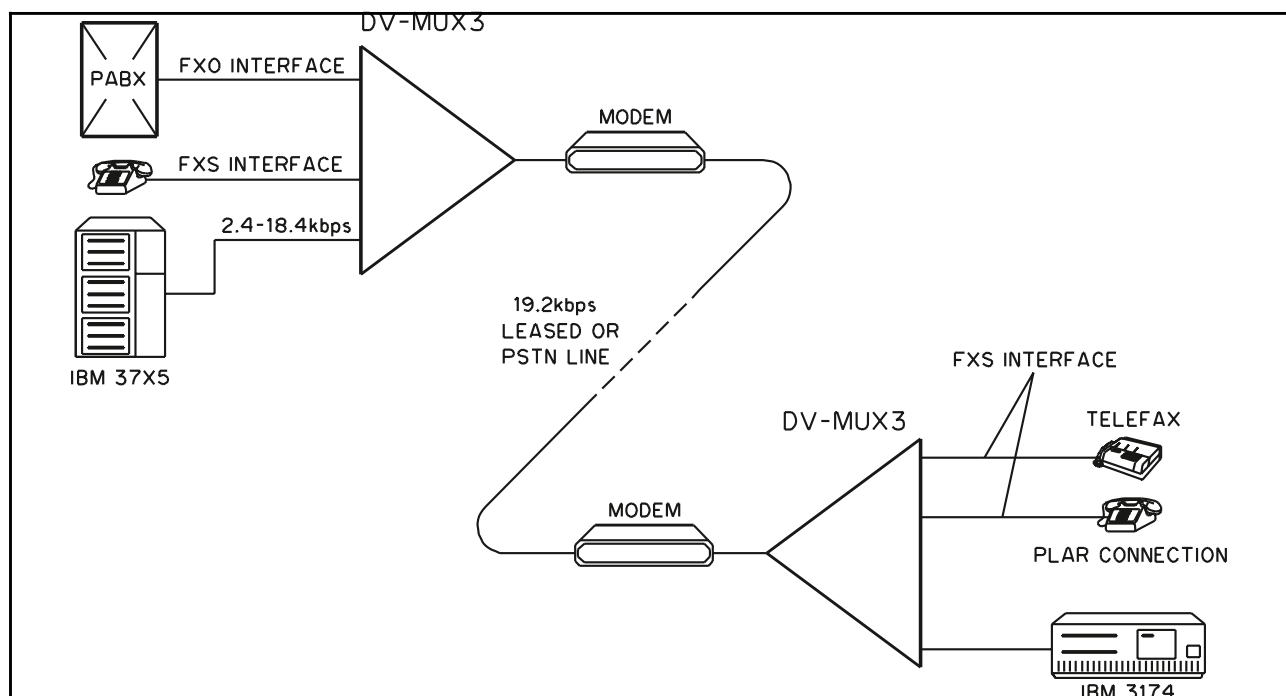 DV-MUX3
PABX
FXO INTERFACE
MODEM
FXS INTERFACE
2.4-18.4kbps
IBM 37X5
19.2kbps
LEASED OR
PSTN LINE
FXS INTERFACE
DV-MUX3
TELEFAX
MODEM
PLAR CONNECTION
IBM 3174